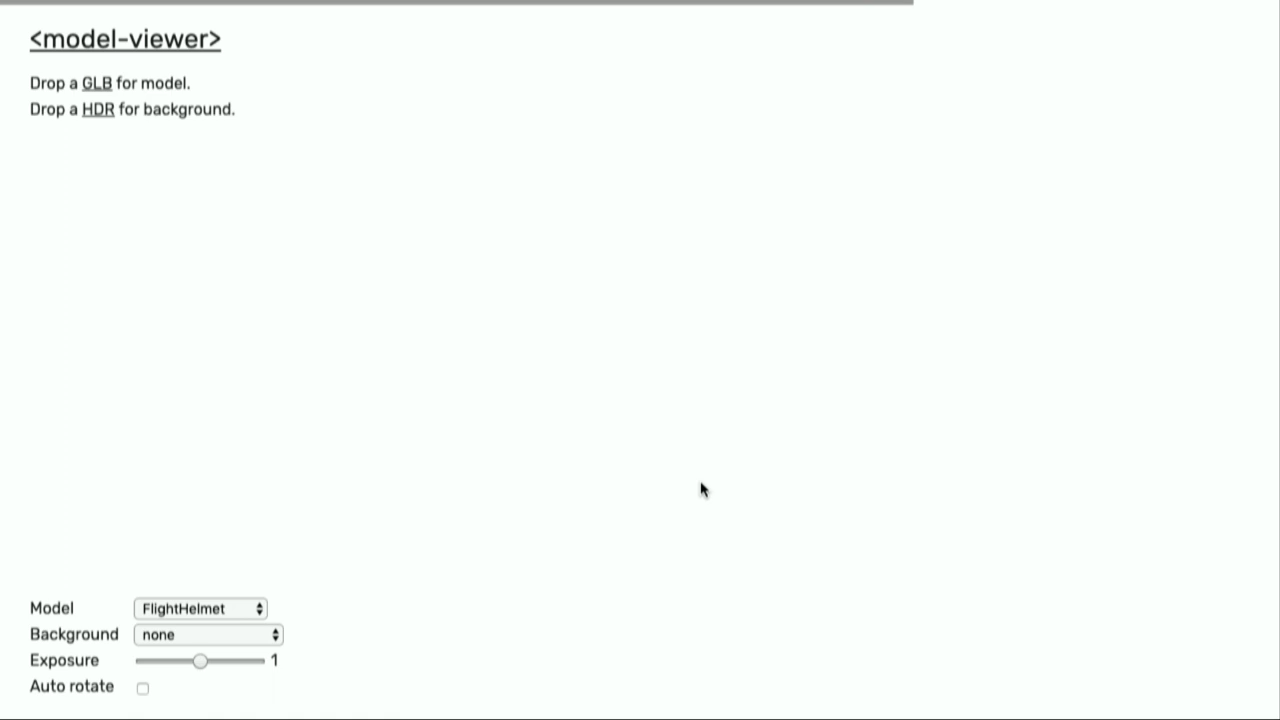 <model-viewer>
Drop a GLB for model.
Drop a HDR for background.
Model FlightHelmet
Background none
Exposure 1
Auto rotate